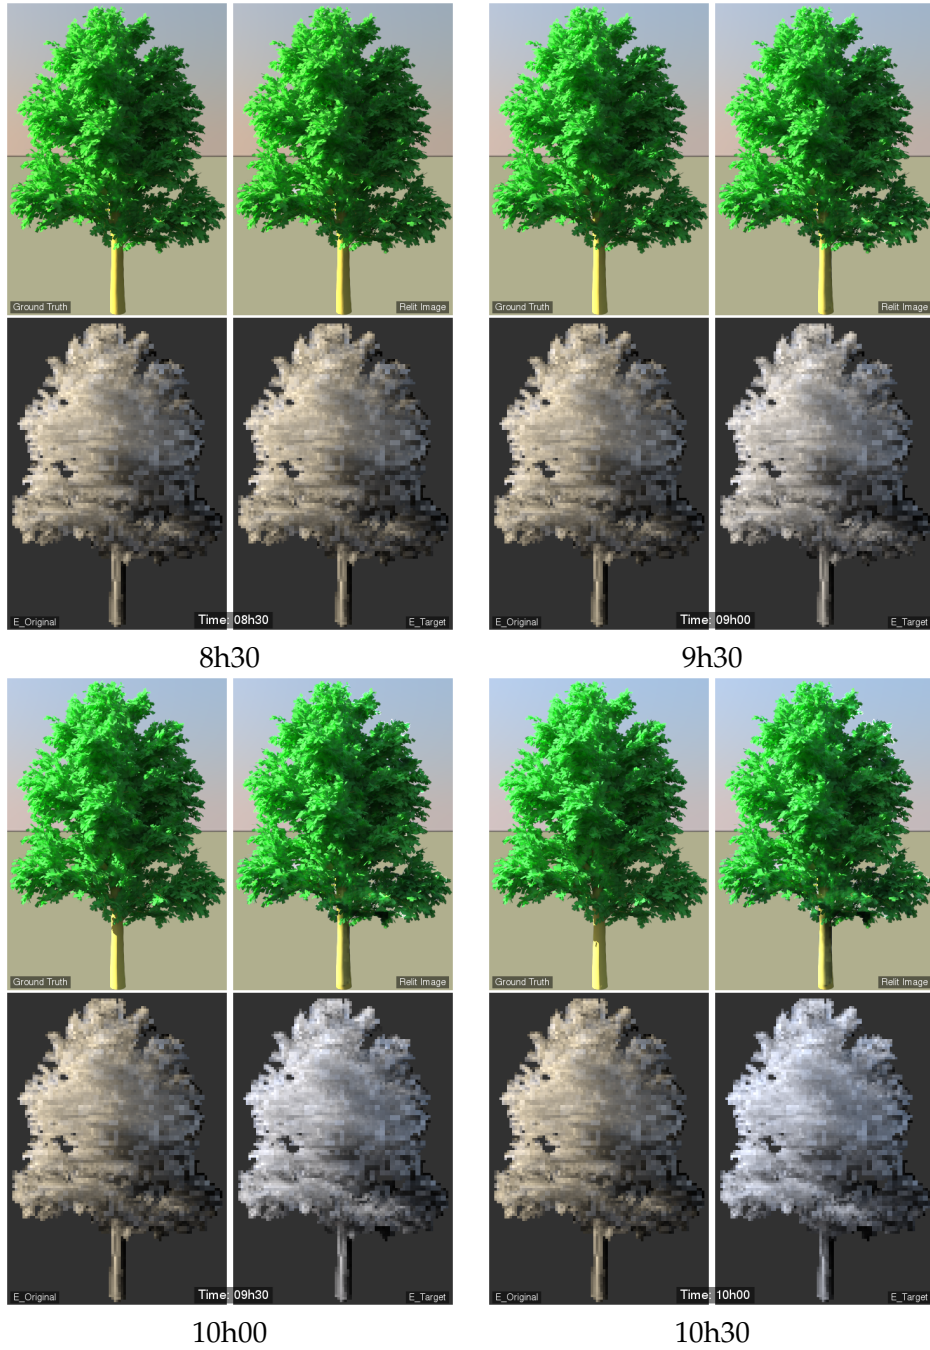 Ground Truth
Relit Image
E_Original
Time: 08h30
E_Target
8h30
Ground Truth
Relit Image
E_Original
Time: 09h00
E_Target
9h30
Ground Truth
Relit Image
E_Original
Time: 09h30
E_Target
10h00
Ground Truth
Relit Image
E_Original
Time: 10h00
E_Target
10h30